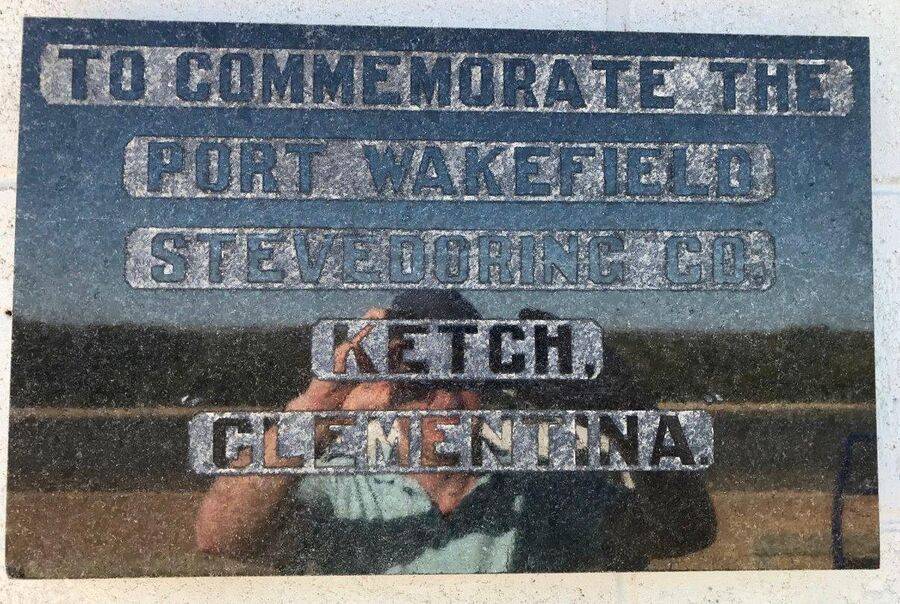 TO COMMEMORATE THE
PORT WAKEFIELD
STEVEDORING CO.
KETCH,
CLEMENTINA.